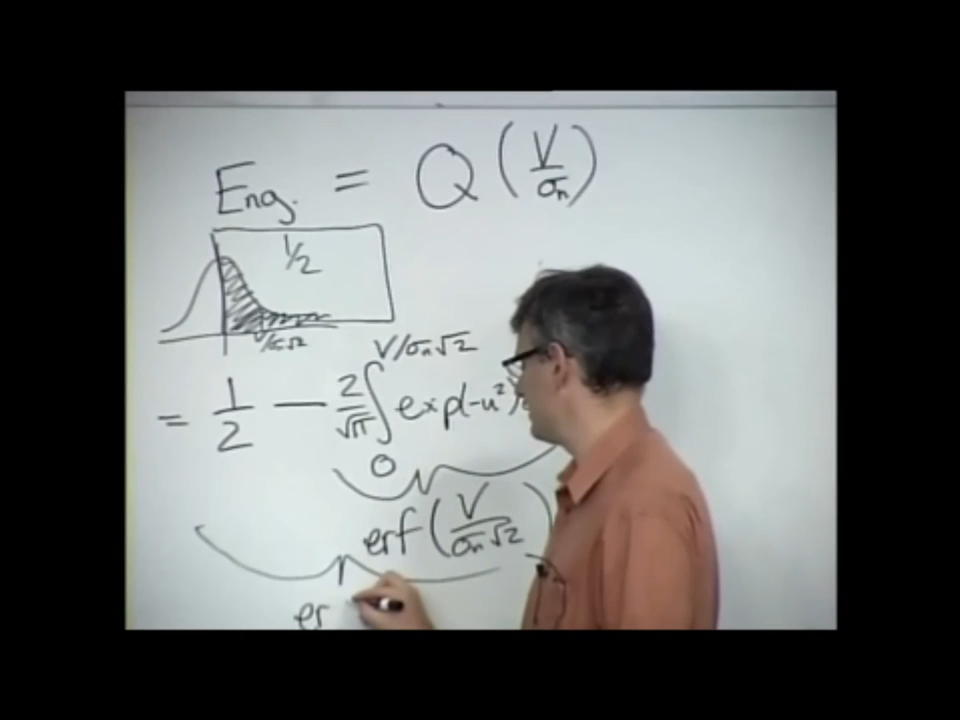 Eng. = Q (V/σn)
1/2
V/σn√2
= 1/2 − 2/√π ∫ exp(-u²)
0
erf (V/σn√2)
er